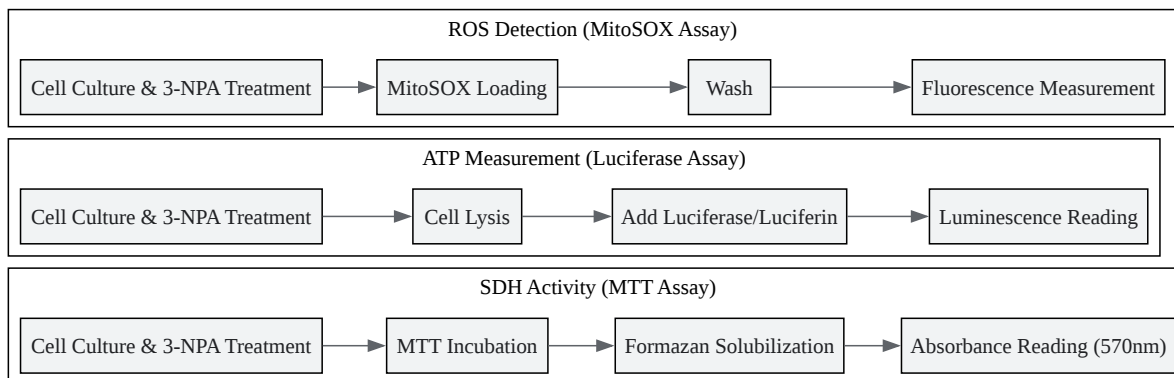 ROS Detection (MitoSOX Assay)
Cell Culture & 3-NPA Treatment
MitoSOX Loading
Wash
Fluorescence Measurement
ATP Measurement (Luciferase Assay)
Cell Culture & 3-NPA Treatment
Cell Lysis
Add Luciferase/Luciferin
Luminescence Reading
SDH Activity (MTT Assay)
Cell Culture & 3-NPA Treatment
MTT Incubation
Formazan Solubilization
Absorbance Reading (570nm)